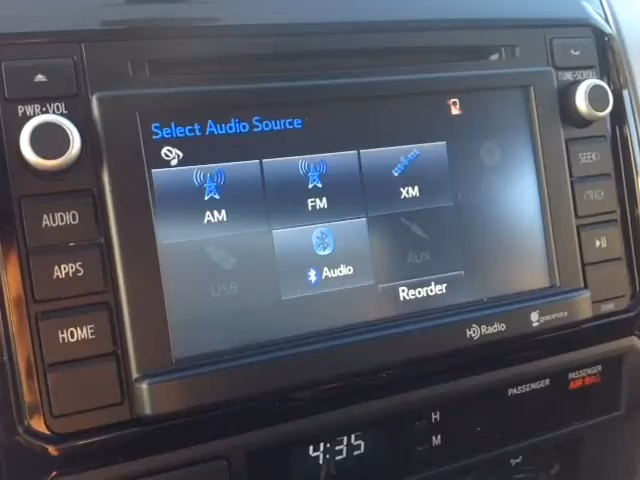 PWR•VOL
TUNE•SCROLL
Select Audio Source
AM
FM
XM
USB
Audio
AUX
Reorder
AUDIO
APPS
HOME
SEEK
TRACK
HD Radio
gracenote
PASSENGER
PASSENGER
AIR BAG
4:35
H
M